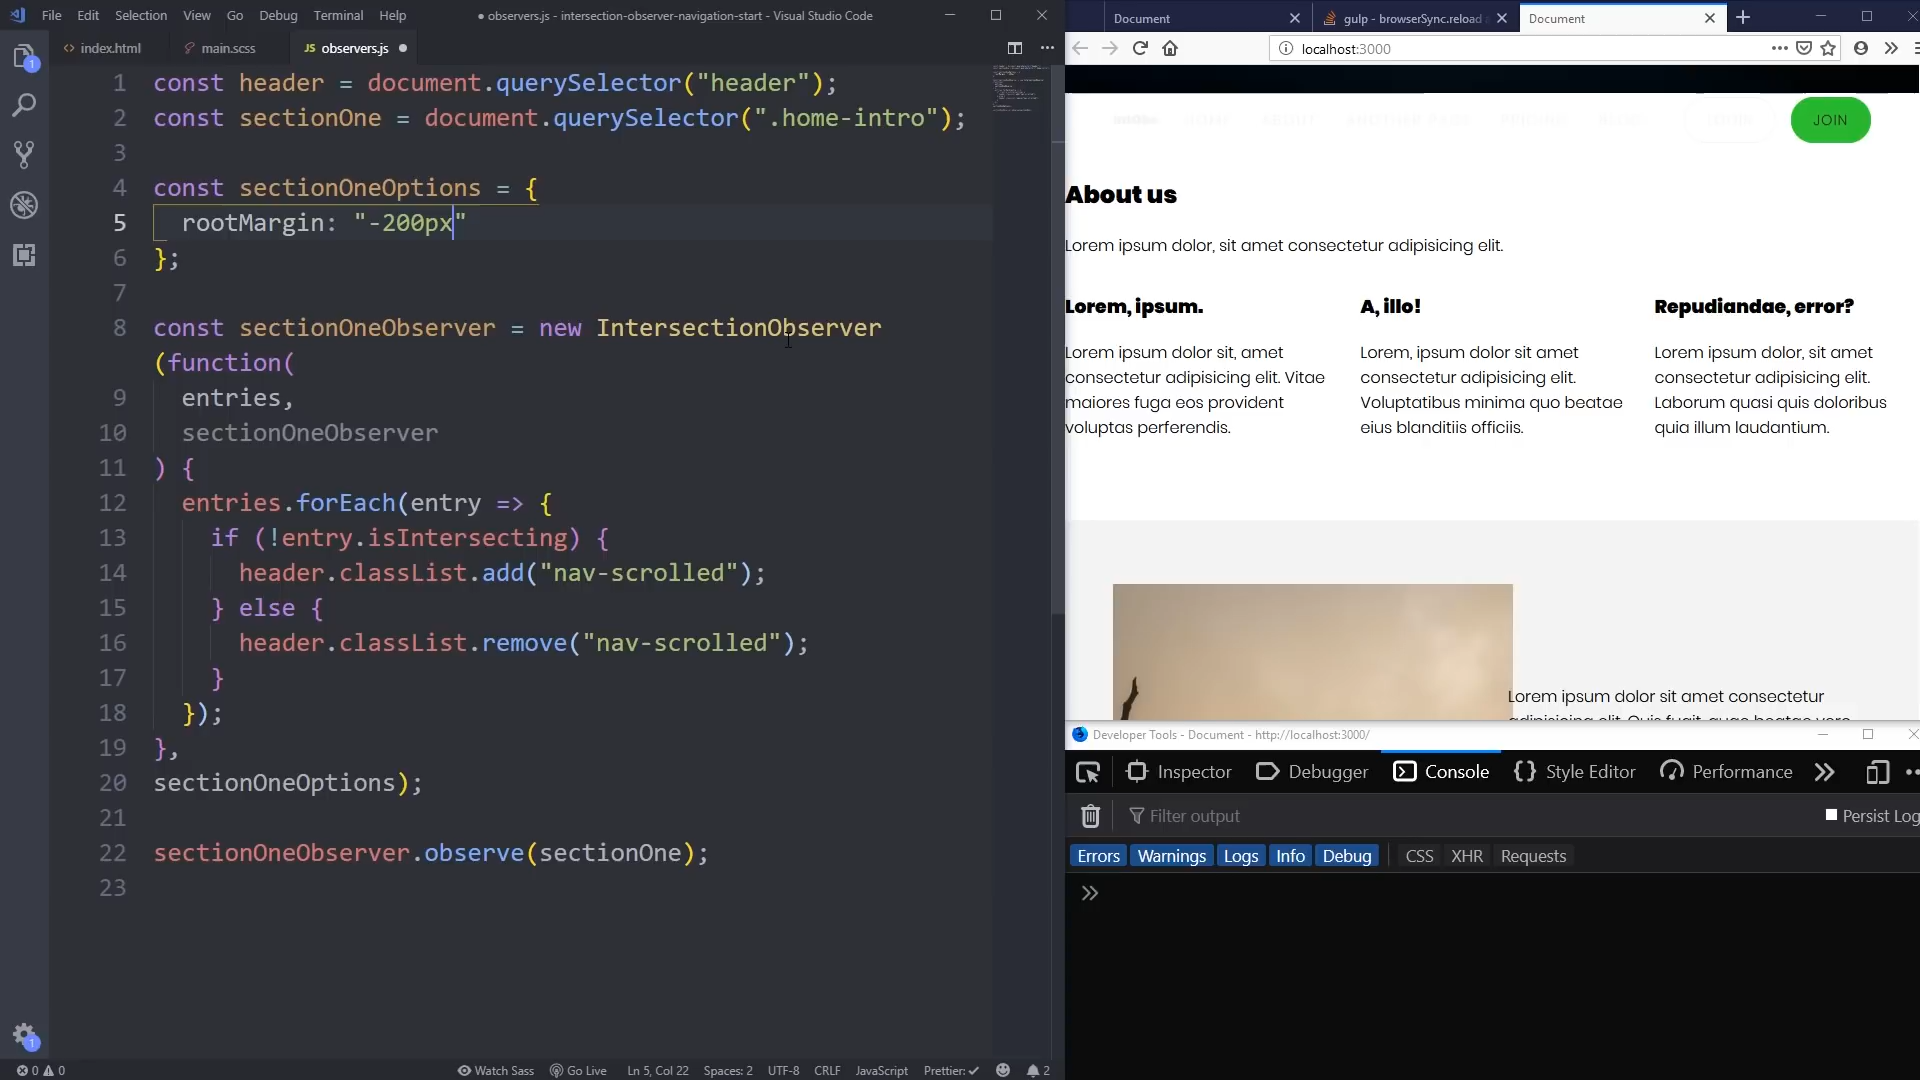 File Edit Selection View Go Debug Terminal Help
● observers.js - intersection-observer-navigation-start - Visual Studio Code
index.html
main.scss
JS observers.js
1 const header = document.querySelector("header");
2 const sectionOne = document.querySelector(".home-intro");
3
4 const sectionOneOptions = {
5 rootMargin: "-200px"
6 };
7
8 const sectionOneObserver = new IntersectionObserver
(function(
9 entries,
10 sectionOneObserver
11 ) {
12 entries.forEach(entry => {
13 if (!entry.isIntersecting) {
14 header.classList.add("nav-scrolled");
15 } else {
16 header.classList.remove("nav-scrolled");
17 }
18 });
19 },
20 sectionOneOptions);
21
22 sectionOneObserver.observe(sectionOne);
23
1
1
0 0
Watch Sass
Go Live
Ln 5, Col 22
Spaces: 2
UTF-8
CRLF
JavaScript
Prettier: ✓
2
Document
gulp - browserSync.reload
Document
localhost:3000
HOME ABOUT
JOIN
About us
Lorem ipsum dolor, sit amet consectetur adipisicing elit.
Lorem, ipsum.
Lorem ipsum dolor sit, amet
consectetur adipisicing elit. Vitae
maiores fuga eos provident
voluptas perferendis.
A, illo!
Lorem, ipsum dolor sit amet
consectetur adipisicing elit.
Voluptatibus minima quo beatae
eius blanditiis officiis.
Repudiandae, error?
Lorem ipsum dolor, sit amet
consectetur adipisicing elit.
Laborum quasi quis doloribus
quia illum laudantium.
Lorem ipsum dolor sit amet consectetur
Developer Tools - Document - http://localhost:3000/
Inspector
Debugger
Console
Style Editor
Performance
Filter output
Persist Log
Errors Warnings Logs Info Debug CSS XHR Requests